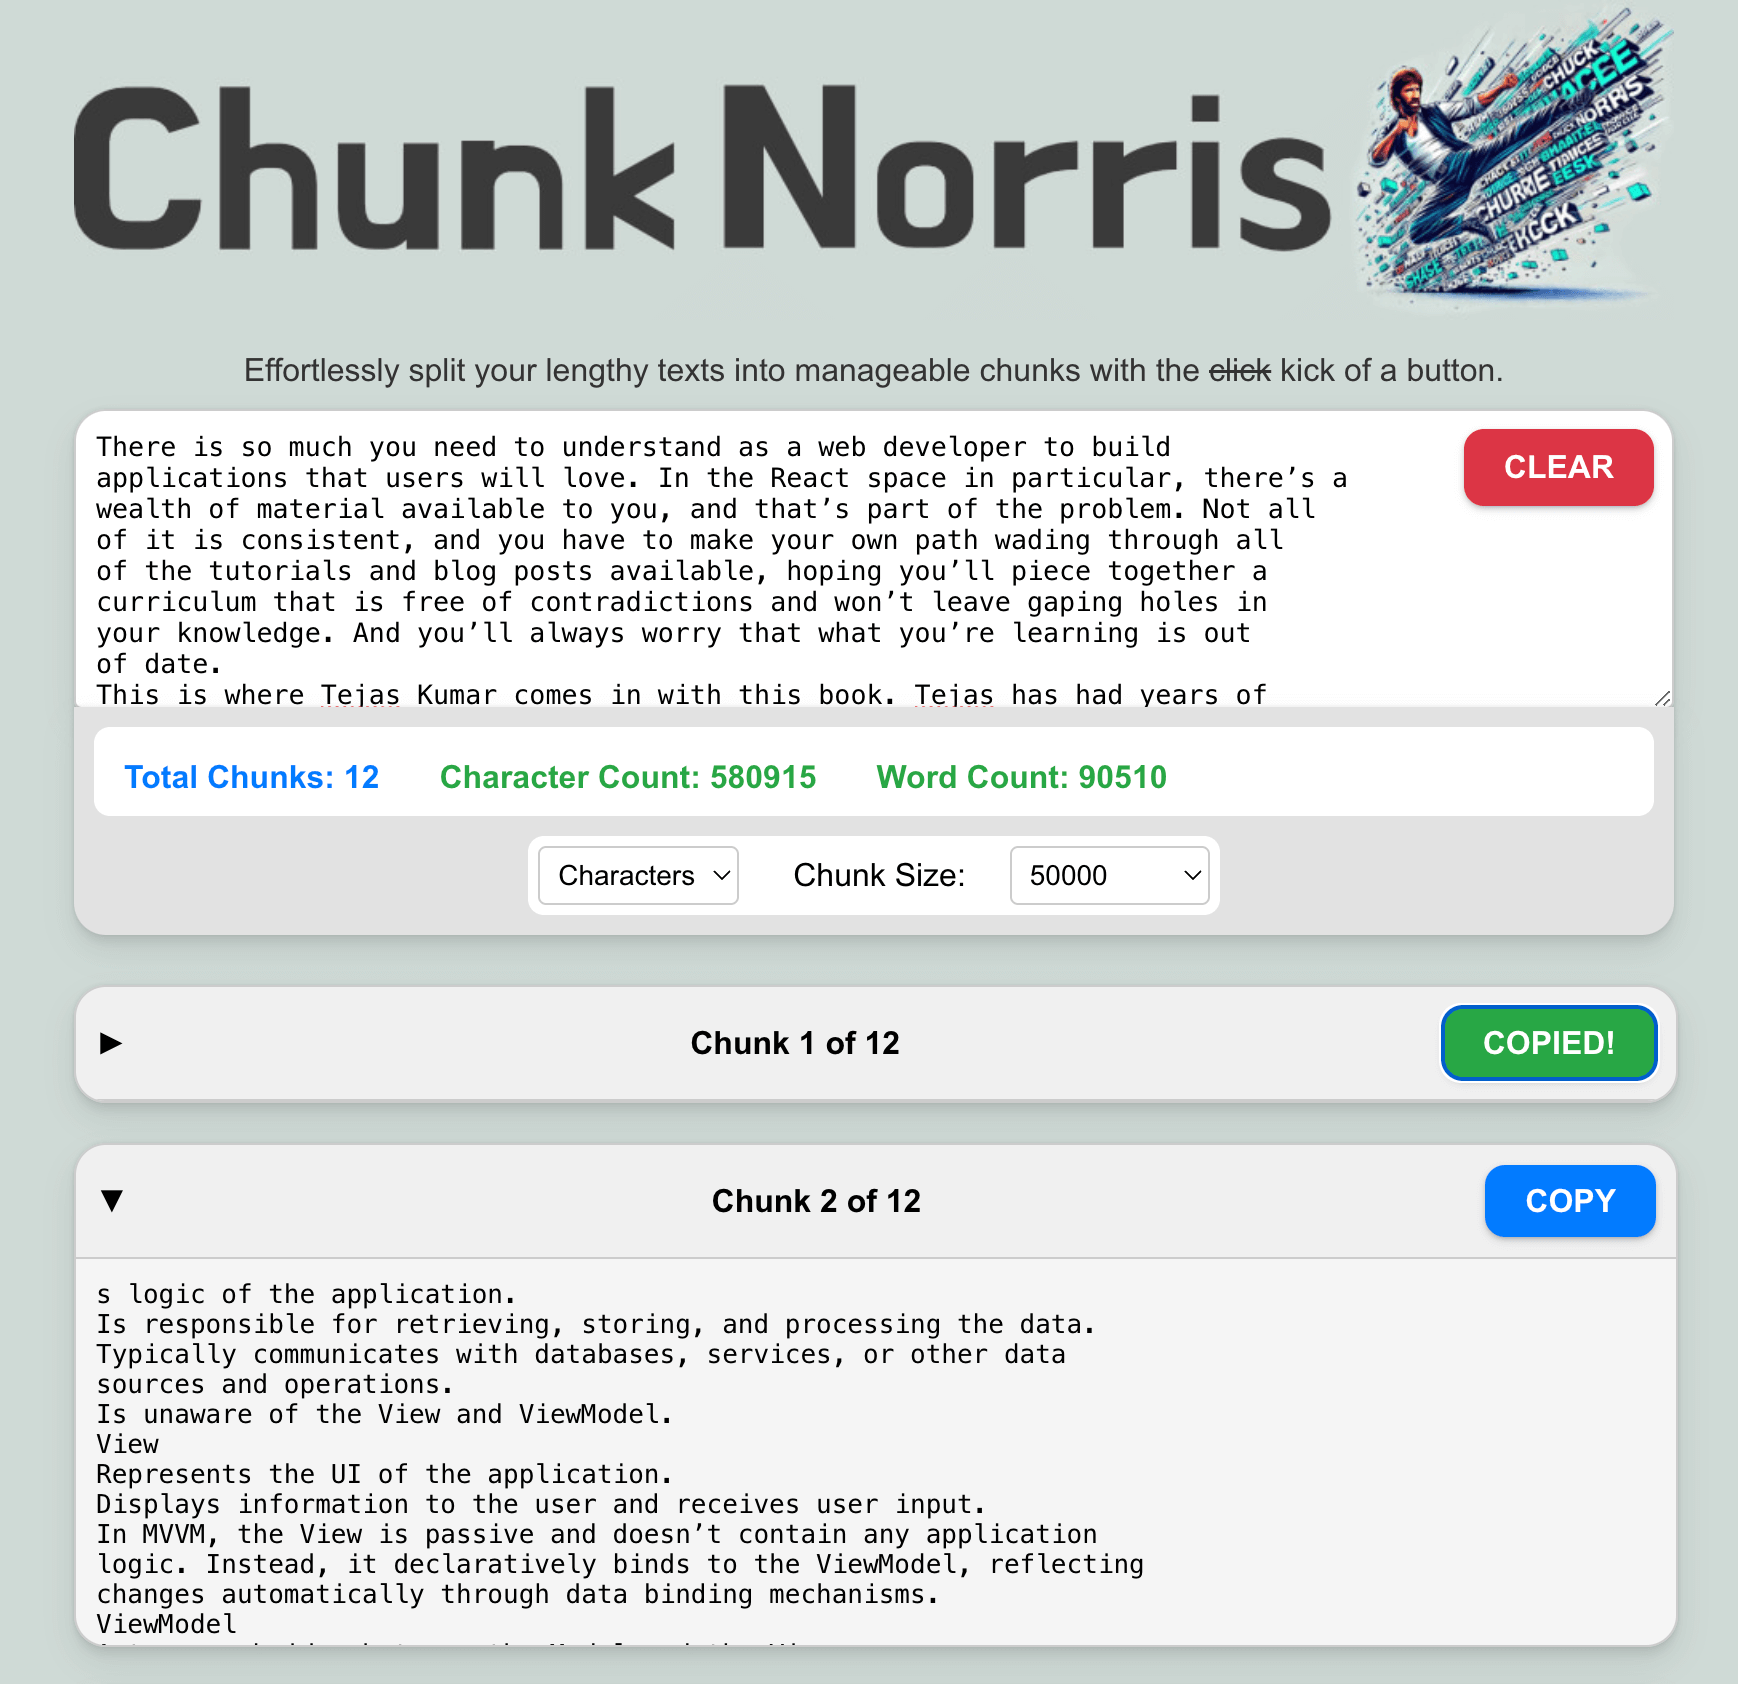 Chunk Norris
CHUCK
ACEE
NORRIS
CHURRIE
EESK
Effortlessly split your lengthy texts into manageable chunks with the click kick of a button.
There is so much you need to understand as a web developer to build
applications that users will love. In the React space in particular, there’s a
wealth of material available to you, and that’s part of the problem. Not all
of it is consistent, and you have to make your own path wading through all
of the tutorials and blog posts available, hoping you’ll piece together a
curriculum that is free of contradictions and won’t leave gaping holes in
your knowledge. And you’ll always worry that what you’re learning is out
of date.
This is where Tejas Kumar comes in with this book. Tejas has had years of
CLEAR
Total Chunks: 12 Character Count: 580915 Word Count: 90510
Characters Chunk Size: 50000
▶ Chunk 1 of 12 COPIED!
▼ Chunk 2 of 12 COPY
s logic of the application.
Is responsible for retrieving, storing, and processing the data.
Typically communicates with databases, services, or other data
sources and operations.
Is unaware of the View and ViewModel.
View
Represents the UI of the application.
Displays information to the user and receives user input.
In MVVM, the View is passive and doesn’t contain any application
logic. Instead, it declaratively binds to the ViewModel, reflecting
changes automatically through data binding mechanisms.
ViewModel